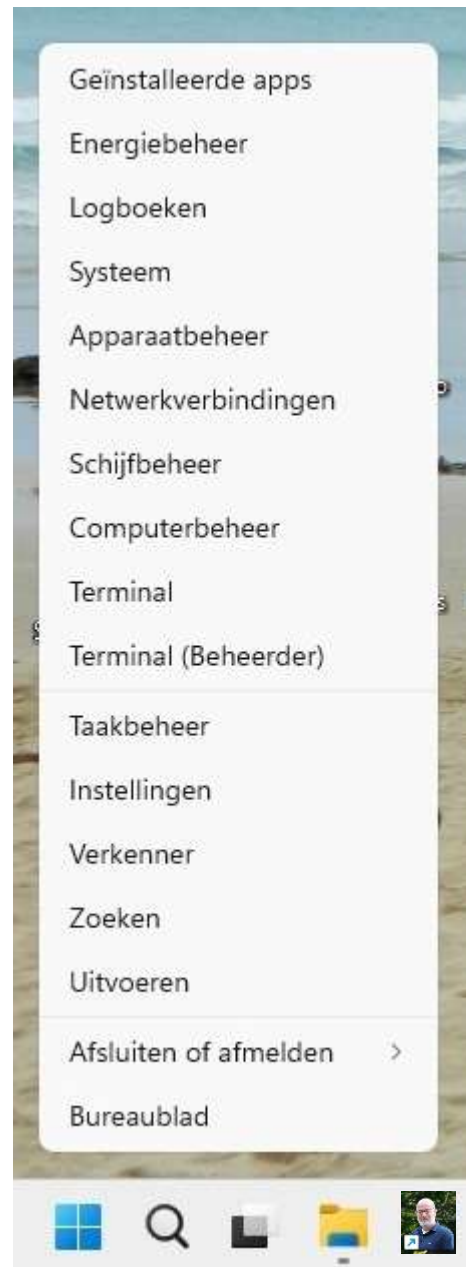 Geïnstalleerde apps
Energiebeheer
Logboeken
Systeem
Apparaatbeheer
Netwerkverbindingen
Schijfbeheer
Computerbeheer
Terminal
Terminal (Beheerder)
Taakbeheer
Instellingen
Verkenner
Zoeken
Uitvoeren
Afsluiten of afmelden
Bureaublad